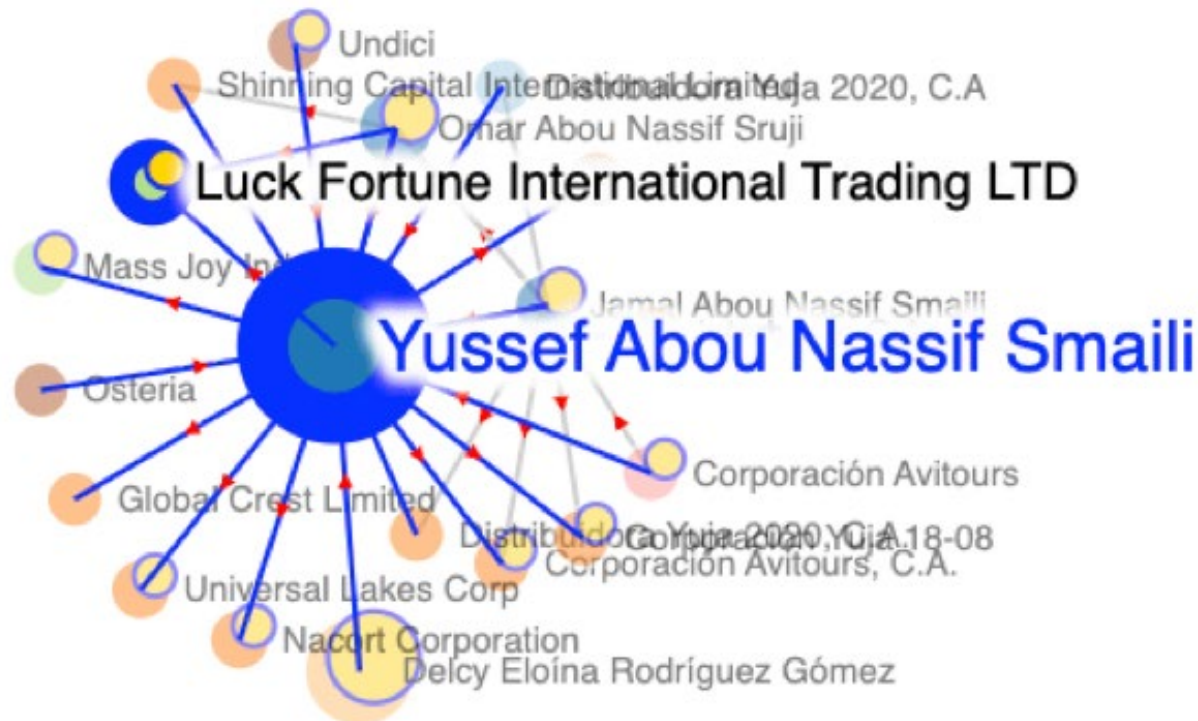 Undici
Shinning Capital International Limited
Distribuidora Yuja 2020, C.A
Omar Abou Nassif Sruji
Luck Fortune International Trading LTD
Mass Joy
Jamal Abou Nassif Smaili
Yussef Abou Nassif Smaili
Osteria
Corporación Avitours
Global Crest Limited
Distribuidora Yuja 2020, C.A.
Corporación Yuja 18-08
Corporación Avitours, C.A.
Universal Lakes Corp
Nacort Corporation
Delcy Eloína Rodríguez Gómez